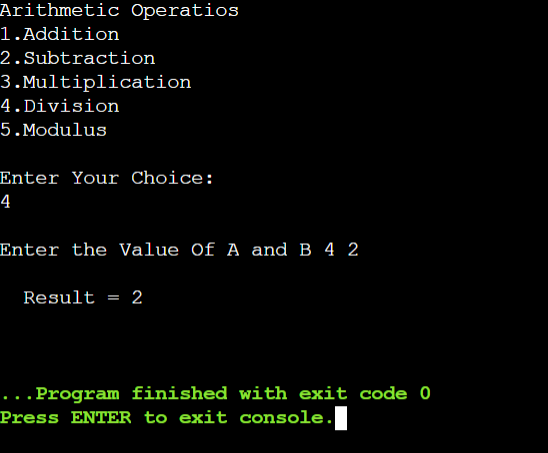 Arithmetic Operatios
1.Addition
2.Subtraction
3.Multiplication
4.Division
5.Modulus
Enter Your Choice:
4
Enter the Value Of A and B 4 2
Result = 2
...Program finished with exit code 0
Press ENTER to exit console.